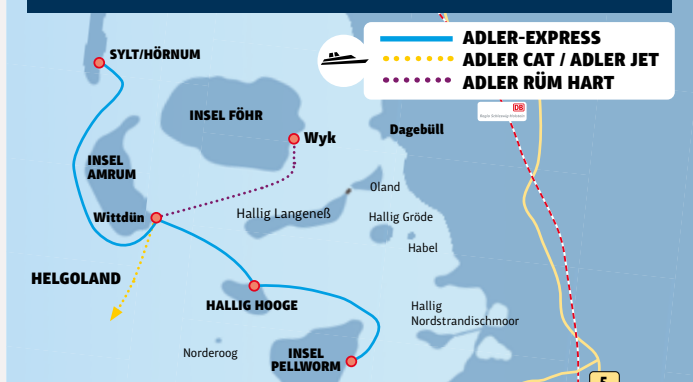 ADLER-EXPRESS
ADLER CAT / ADLER JET
ADLER RÜM HART
SYLT/HÖRNUM
DB
INSEL FÖHR
Wyk
Dagebüll
INSEL
AMRUM
Oland
Wittdün
Hallig Langeneß
Hallig Gröde
Habel
HELGOLAND
HALLIG HOOGE
Hallig
Nordstrandischmoor
Norderoog
INSEL
PELLWORM
5